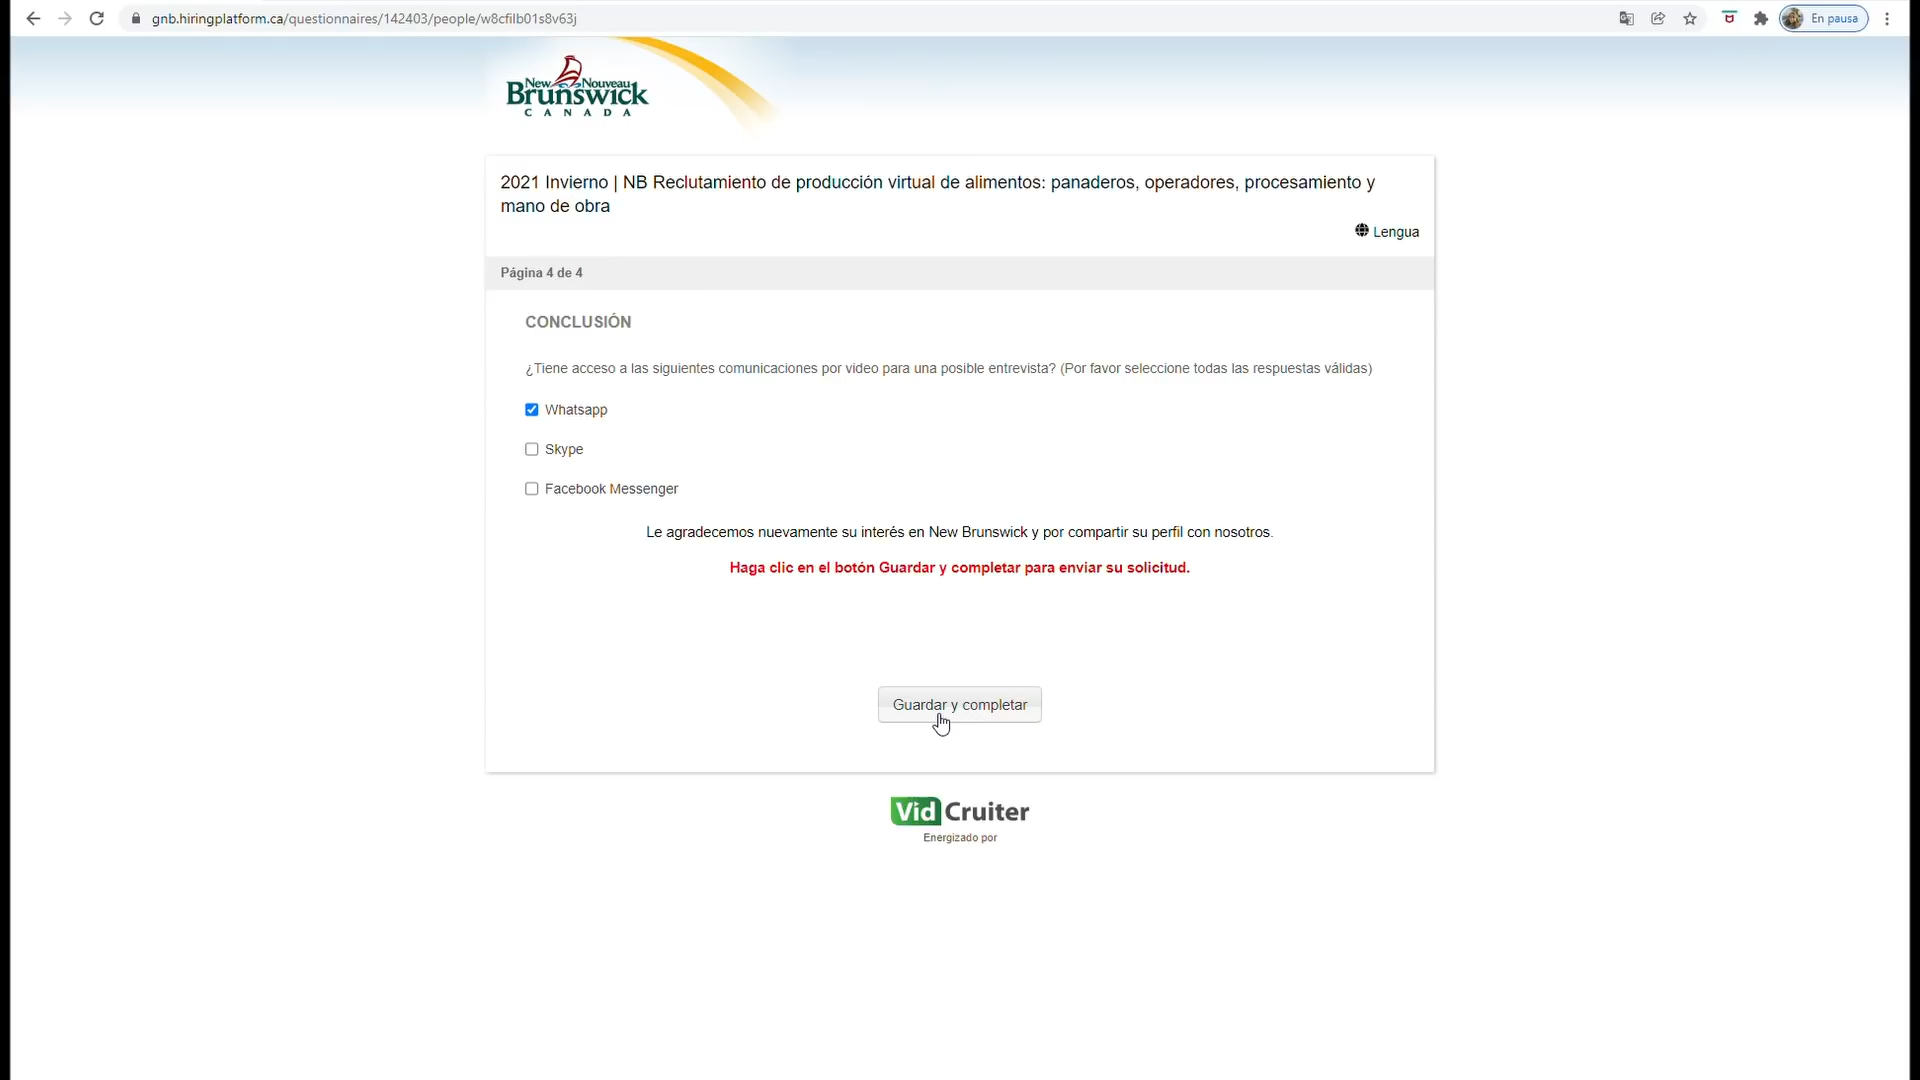 gnb.hiringplatform.ca/questionnaires/142403/people/w8cfilb01s8v63j
En pausa
New Nouveau
Brunswick
CANADA
2021 Invierno | NB Reclutamiento de producción virtual de alimentos: panaderos, operadores, procesamiento y
mano de obra
Lengua
Página 4 de 4
CONCLUSIÓN
¿Tiene acceso a las siguientes comunicaciones por video para una posible entrevista? (Por favor seleccione todas las respuestas válidas)
Whatsapp
Skype
Facebook Messenger
Le agradecemos nuevamente su interés en New Brunswick y por compartir su perfil con nosotros.
Haga clic en el botón Guardar y completar para enviar su solicitud.
Guardar y completar
VidCruiter
Energizado por